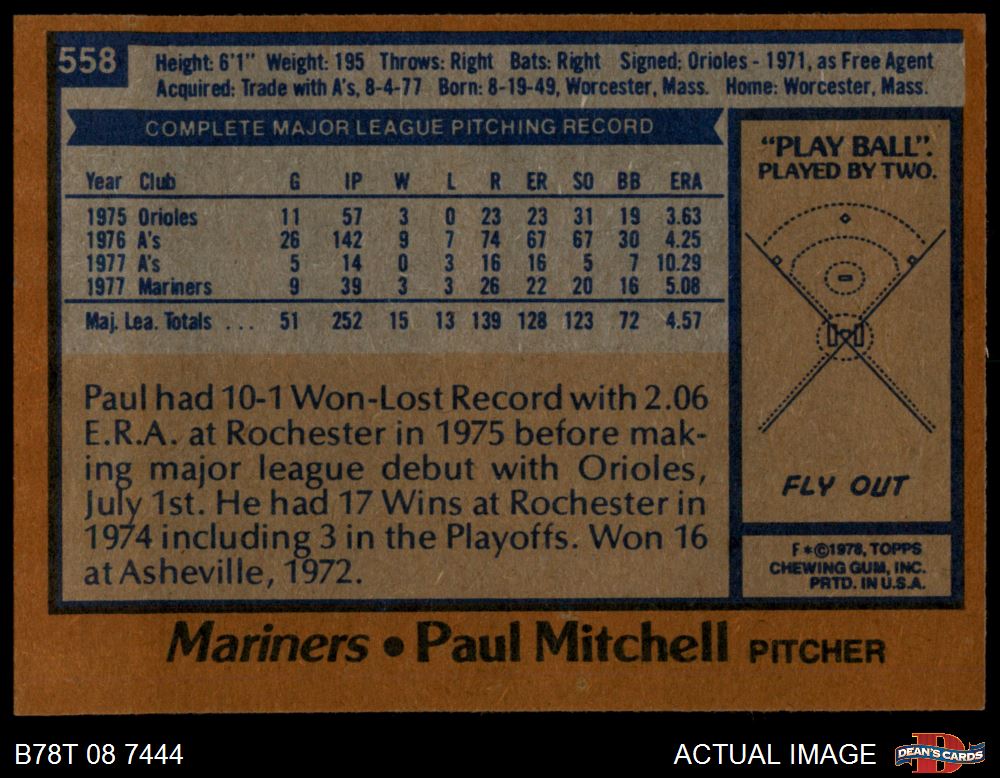 558
Height: 6'1" Weight: 195 Throws: Right Bats: Right Signed: Orioles - 1971, as Free Agent
Acquired: Trade with A's, 8-4-77 Born: 8-19-49, Worcester, Mass. Home: Worcester, Mass.
COMPLETE MAJOR LEAGUE PITCHING RECORD
Year Club G IP W L R ER SO BB ERA
1975 Orioles 11 57 3 0 23 23 31 19 3.63
1976 A's 26 142 9 7 74 67 67 30 4.25
1977 A's 5 14 0 3 16 16 5 7 10.29
1977 Mariners 9 39 3 3 26 22 20 16 5.08
Maj. Lea. Totals ... 51 252 15 13 139 128 123 72 4.57
Paul had 10-1 Won-Lost Record with 2.06
E.R.A. at Rochester in 1975 before mak-
ing major league debut with Orioles,
July 1st. He had 17 Wins at Rochester in
1974 including 3 in the Playoffs. Won 16
at Asheville, 1972.
"PLAY BALL".
PLAYED BY TWO.
FLY OUT
F*©1978, TOPPS
CHEWING GUM, INC.
PRTD. IN U.S.A.
Mariners • Paul Mitchell PITCHER
B78T 08 7444
ACTUAL IMAGE
DEAN'S CARDS